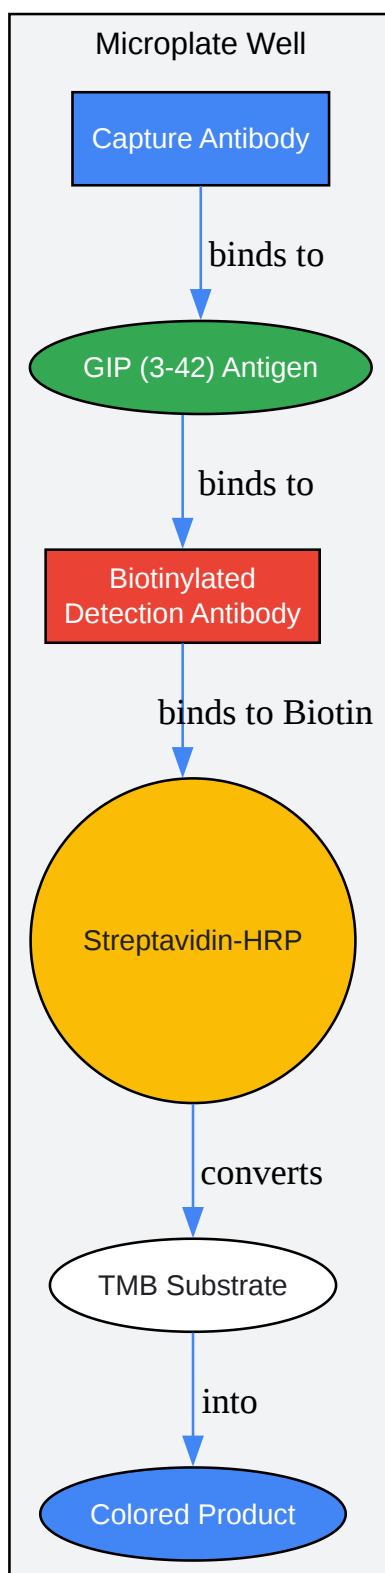 Microplate Well
Capture Antibody
binds to
GIP (3-42) Antigen
binds to
Biotinylated
Detection Antibody
binds to Biotin
Streptavidin-HRP
converts
TMB Substrate
into
Colored Product